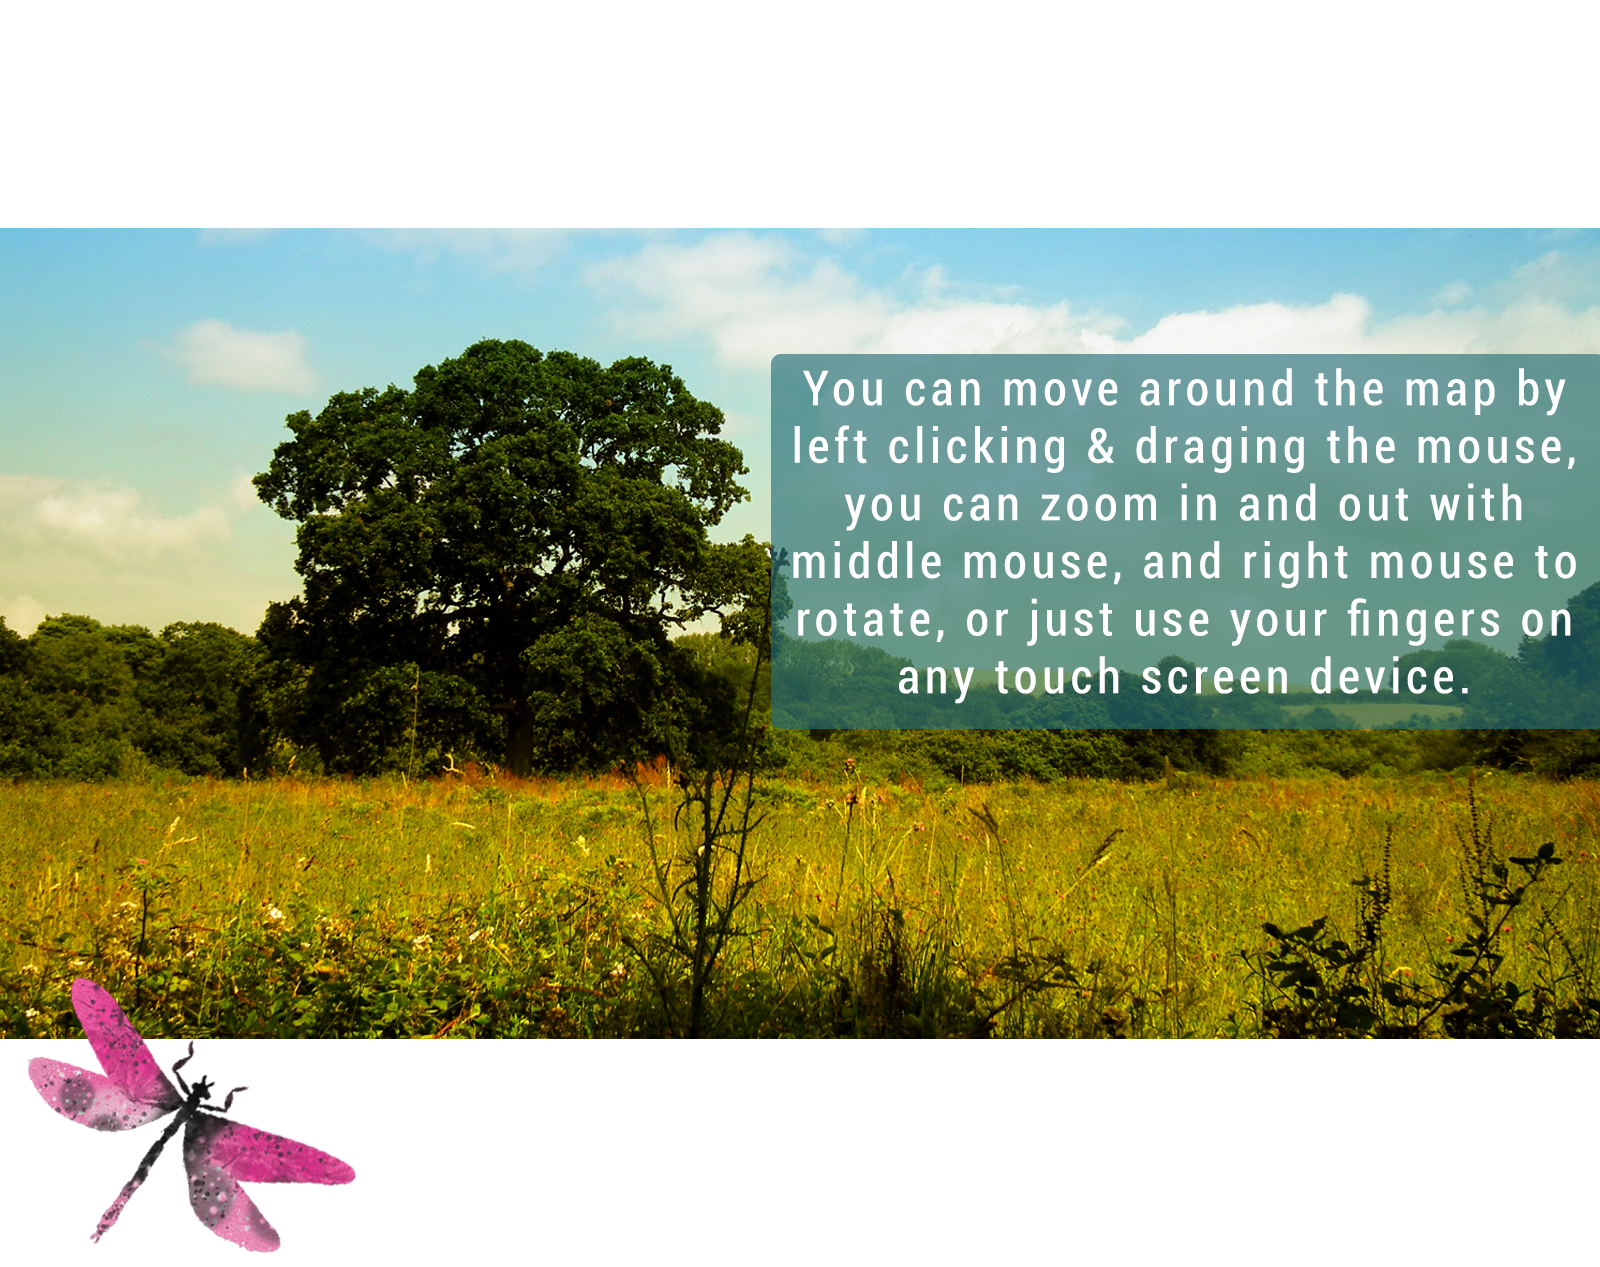 You can move around the map by
left clicking & draging the mouse,
you can zoom in and out with
middle mouse, and right mouse to
rotate, or just use your fingers on
any touch screen device.